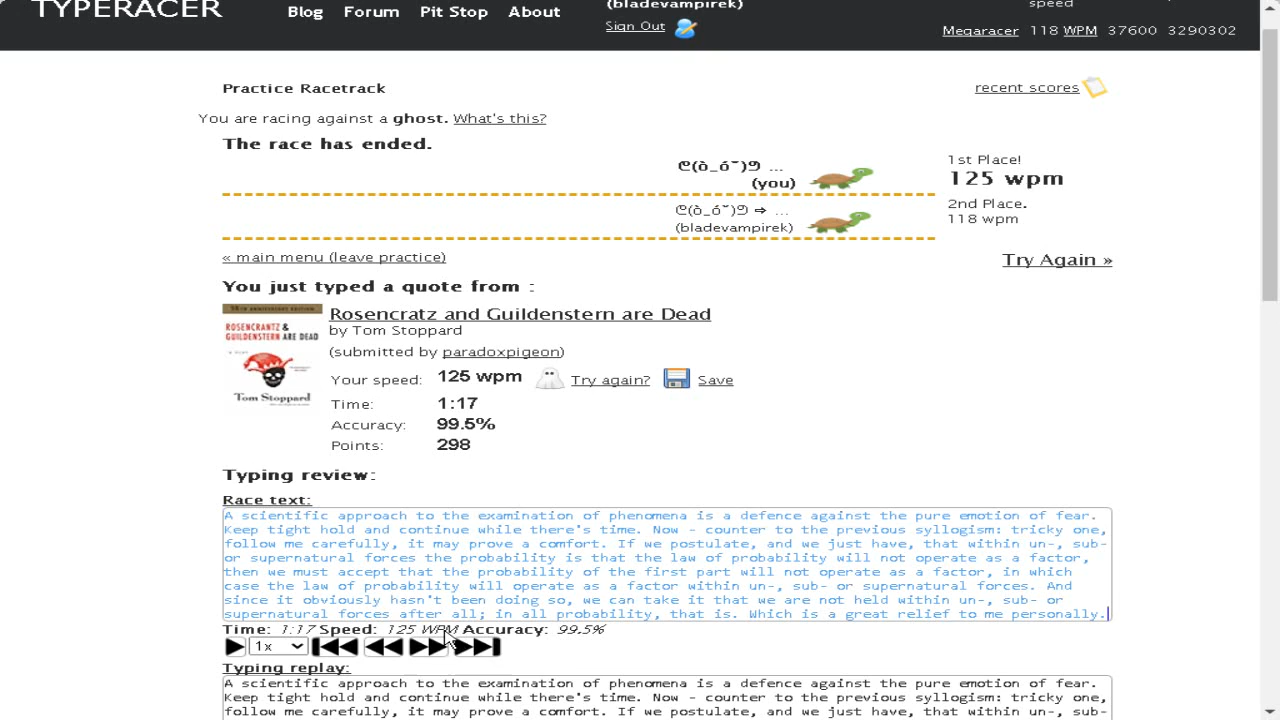 TYPERACER
Blog Forum Pit Stop About
(bladevampirek)
Sign Out
speed
Megaracer 118 WPM 37600 3290302
Practice Racetrack
recent scores
You are racing against a ghost. What's this?
The race has ended.
ლ(ò_óˇ)ლ ...
(you)
1st Place!
125 wpm
ლ(ò_óˇ)ლ ⇒ ...
(bladevampirek)
2nd Place.
118 wpm
« main menu (leave practice)
Try Again »
You just typed a quote from :
ROSENCRANTZ &
GUILDENSTERN ARE DEAD
Tom Stoppard
Rosencratz and Guildenstern are Dead
by Tom Stoppard
(submitted by paradoxpigeon)
Your speed: 125 wpm Try again? Save
Time: 1:17
Accuracy: 99.5%
Points: 298
Typing review:
Race text:
A scientific approach to the examination of phenomena is a defence against the pure emotion of fear.
Keep tight hold and continue while there's time. Now - counter to the previous syllogism: tricky one,
follow me carefully, it may prove a comfort. If we postulate, and we just have, that within un-, sub-
or supernatural forces the probability is that the law of probability will not operate as a factor,
then we must accept that the probability of the first part will not operate as a factor, in which
case the law of probability will operate as a factor within un-, sub- or supernatural forces. And
since it obviously hasn't been doing so, we can take it that we are not held within un-, sub- or
supernatural forces after all; in all probability, that is. Which is a great relief to me personally.
Time: 1:17 Speed: 125 WPM Accuracy: 99.5%
1x
Typing replay:
A scientific approach to the examination of phenomena is a defence against the pure emotion of fear.
Keep tight hold and continue while there's time. Now - counter to the previous syllogism: tricky one,
follow me carefully, it may prove a comfort. If we postulate, and we just have, that within un-, sub-